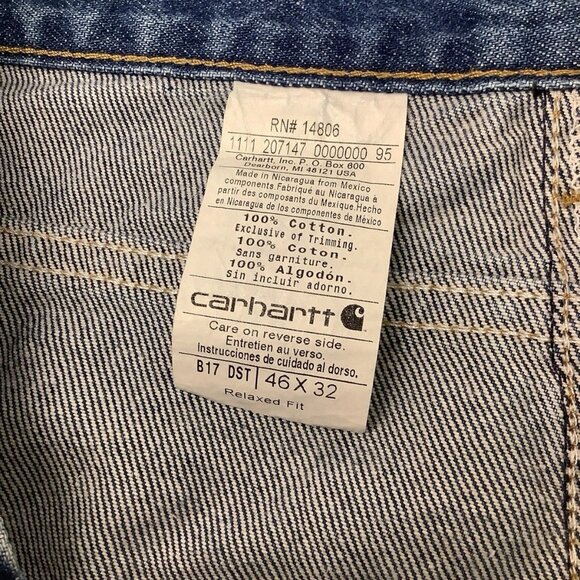 RN# 14806
1111 207147 0000000 95
Carhartt, Inc. P.O. Box 600
Dearborn, MI 48121 USA
Made in Nicaragua from Mexico
components. Fabriqué au Nicaragua à
partir des composants du Mexique. Hecho
en Nicaragua de los componentes de México
100% Cotton.
Exclusive of Trimming.
100% Coton.
Sans garniture.
100% Algodón.
Sin incluir adorno.
carhartt
Care on reverse side.
Entretien au verso.
Instrucciones de cuidado al dorso.
B17 DST 46 X 32
Relaxed Fit